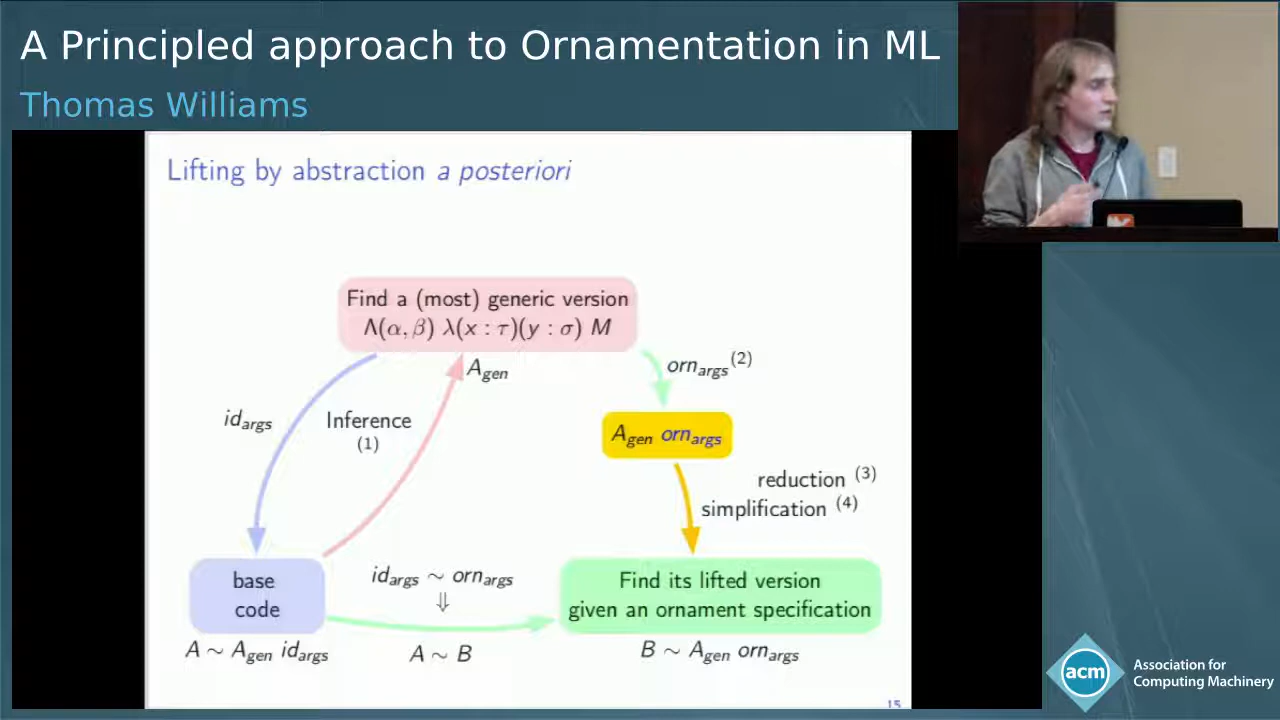 A Principled approach to Ornamentation in ML
Thomas Williams
Lifting by abstraction a posteriori
Find a (most) generic version
Λ(α, β) λ(x : τ)(y : σ) M
A_gen
orn_args (2)
id_args
Inference
(1)
A_gen orn_args
reduction (3)
simplification (4)
base
code
id_args ∼ orn_args
⇓
Find its lifted version
given an ornament specification
A ∼ A_gen id_args
A ∼ B
B ∼ A_gen orn_args
15
acm
Association for
Computing Machinery